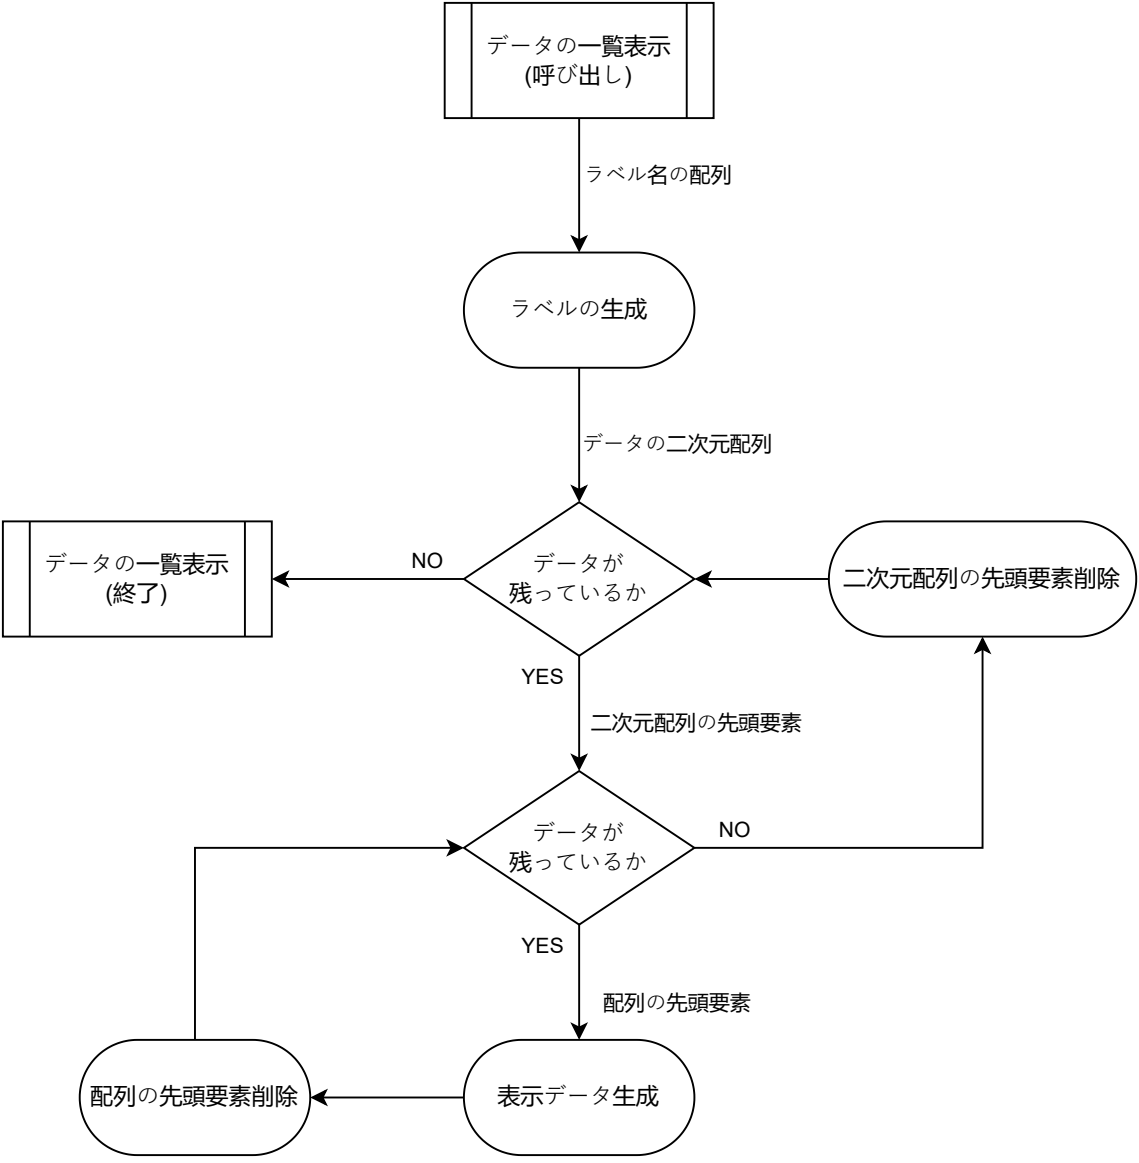 データの一覧表示
(呼び出し)
ラベル名の配列
ラベルの生成
データの二次元配列
データの一覧表示
(終了)
NO
データが
残っているか
二次元配列の先頭要素削除
YES
二次元配列の先頭要素
データが
残っているか
NO
YES
配列の先頭要素
配列の先頭要素削除
表示データ生成